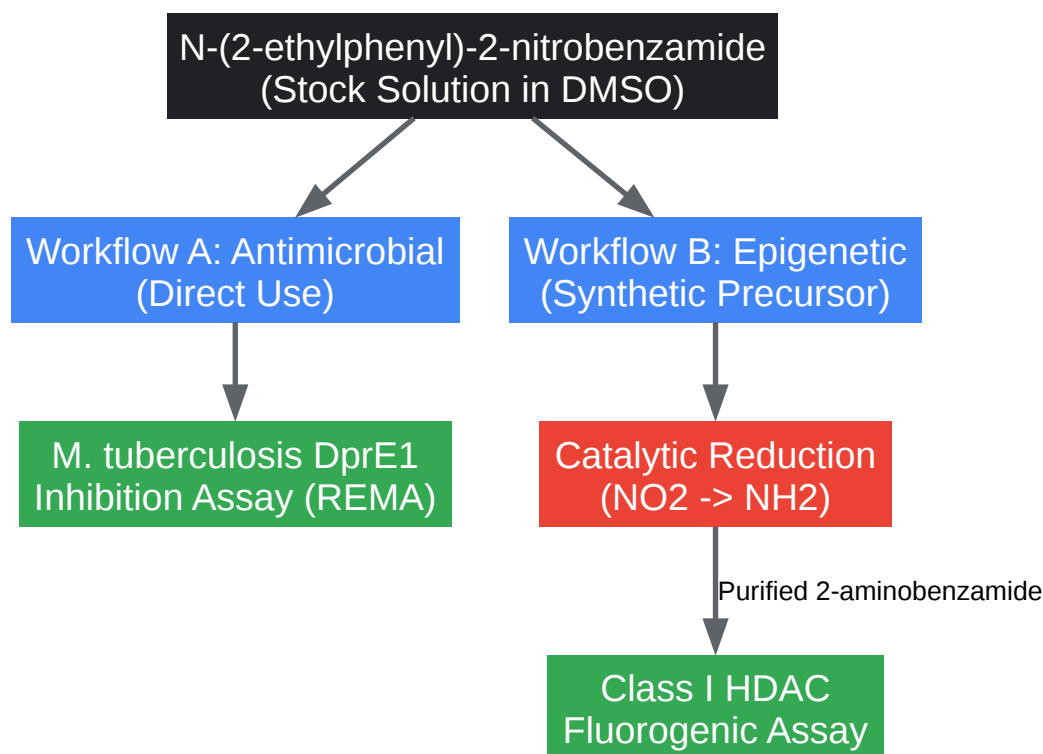 N-(2-ethylphenyl)-2-nitrobenzamide
(Stock Solution in DMSO)
Workflow A: Antimicrobial
(Direct Use)
Workflow B: Epigenetic
(Synthetic Precursor)
M. tuberculosis DprE1
Inhibition Assay (REMA)
Catalytic Reduction
(NO2 -> NH2)
Purified 2-aminobenzamide
Class I HDAC
Fluorogenic Assay